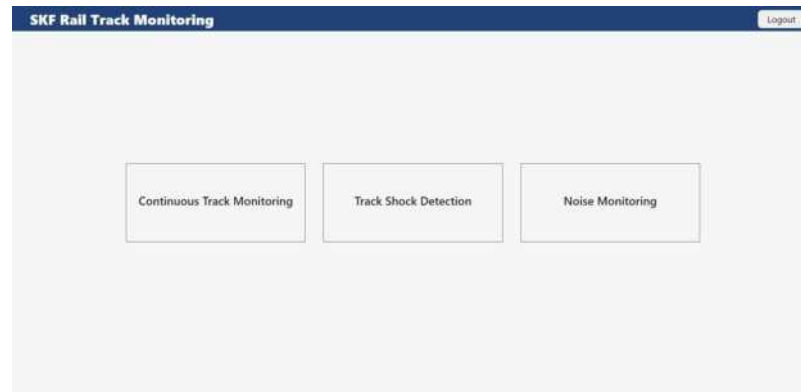 SKF Rail Track Monitoring
Logout
Continuous Track Monitoring
Track Shock Detection
Noise Monitoring